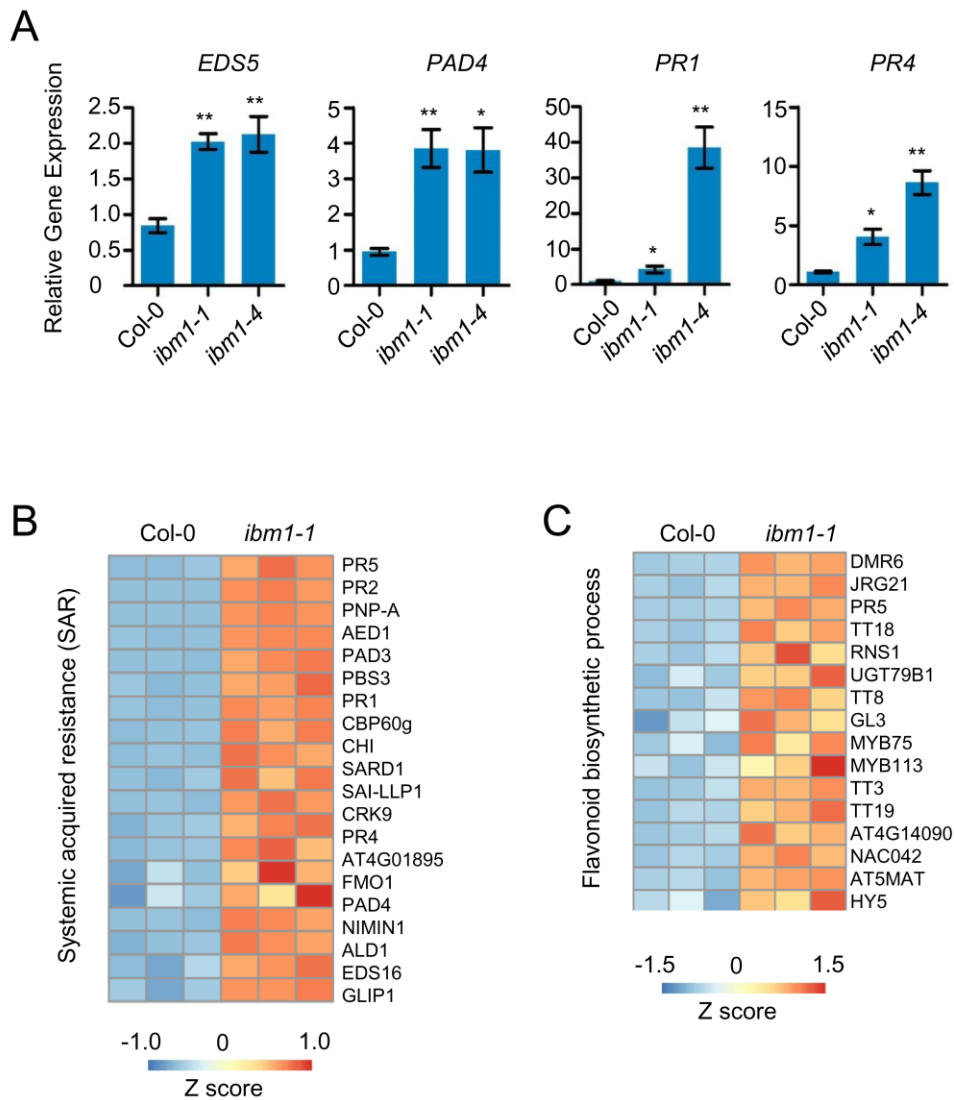 A
EDS5 PAD4 PR1 PR4
Relative Gene Expression
2.5
2.0
1.0
0.5
0
Col-0 ibm1-1 ibm1-4
** **
5
4
3
2
1
0
Col-0 ibm1-1 ibm1-4
** *
50
40
30
20
10
0
Col-0 ibm1-1 ibm1-4
* **
15
10
5
0
Col-0 ibm1-1 ibm1-4
* **
B
Col-0 ibm1-1
Systemic acquired resistance (SAR)
PR5
PR2
PNP-A
AED1
PAD3
PBS3
PR1
CBP60g
CHI
SARD1
SAI-LLP1
CRK9
PR4
AT4G01895
FMO1
PAD4
NIMIN1
ALD1
EDS16
GLIP1
-1.0 0 1.0
Z score
C
Col-0 ibm1-1
Flavonoid biosynthetic process
DMR6
JRG21
PR5
TT18
RNS1
UGT79B1
TT8
GL3
MYB75
MYB113
TT3
TT19
AT4G14090
NAC042
AT5MAT
HY5
-1.5 0 1.5
Z score